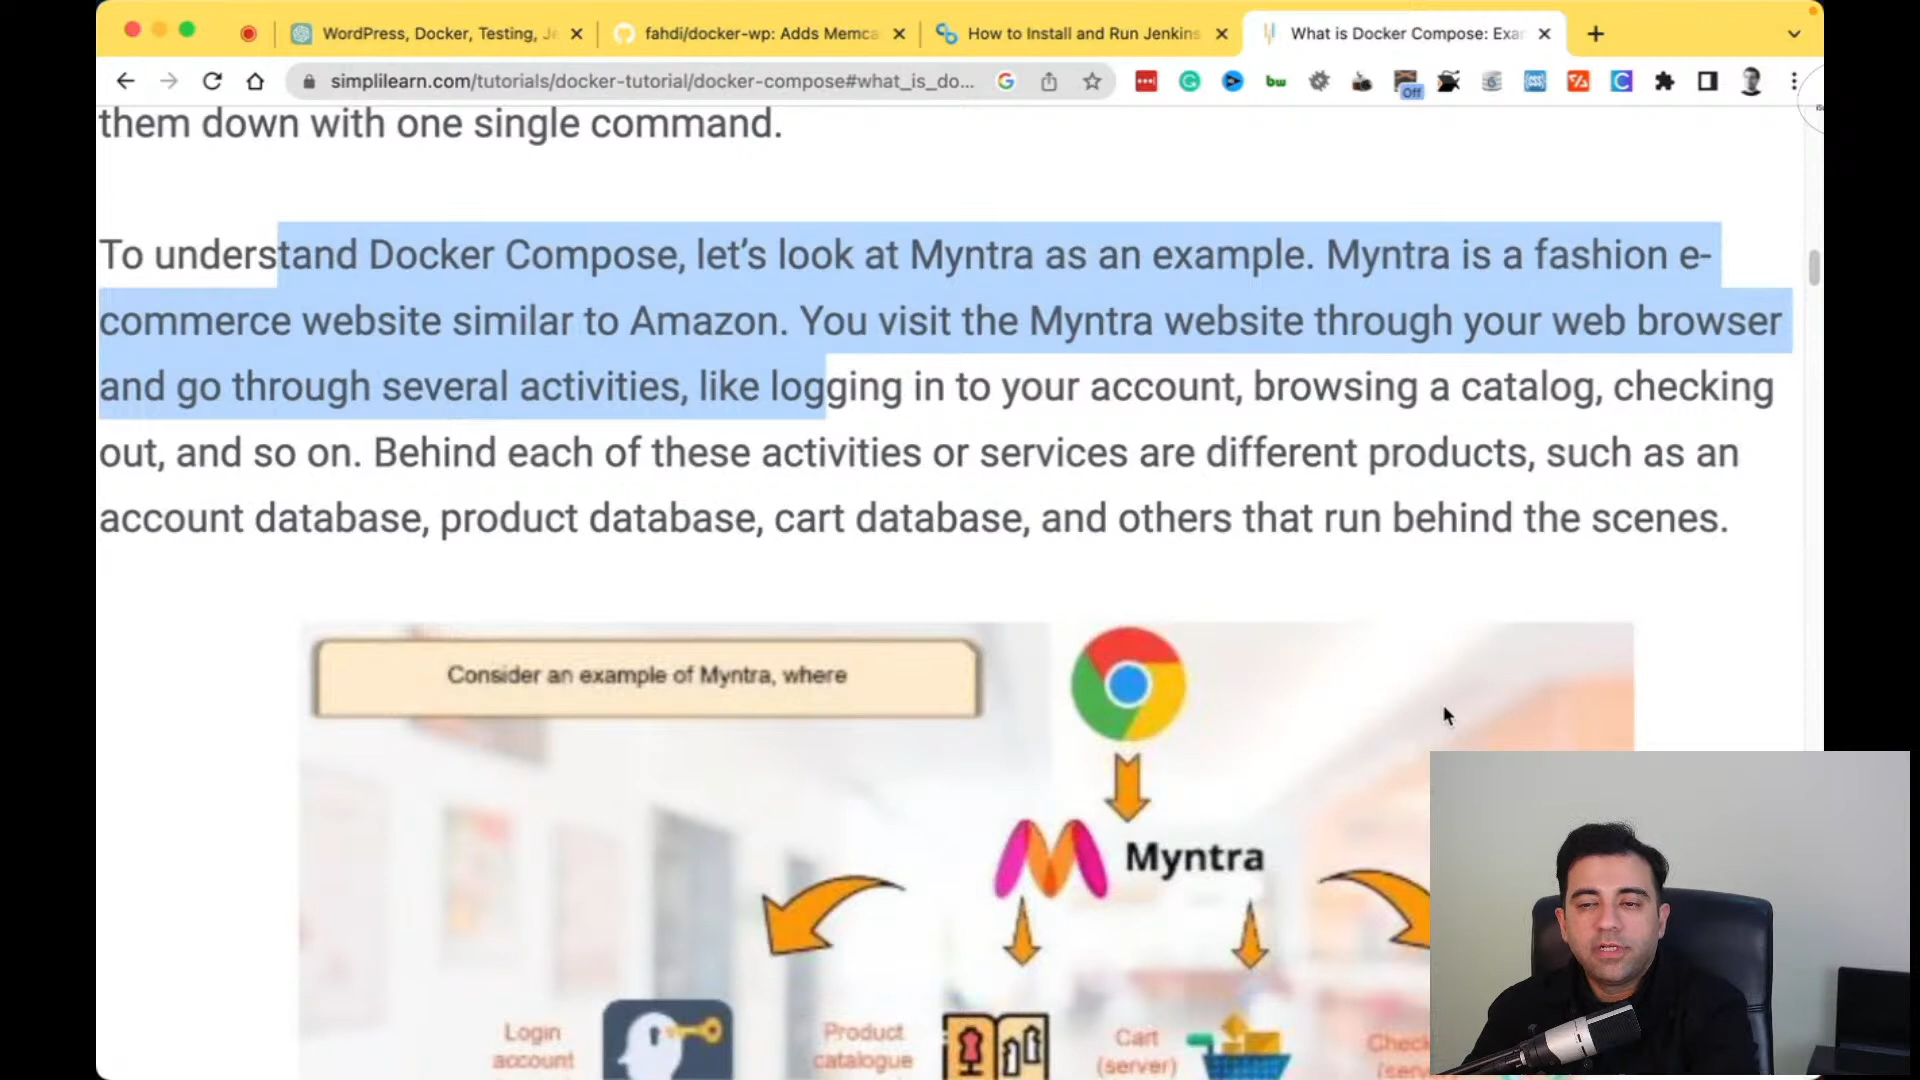 WordPress, Docker, Testing, Je
fahdi/docker-wp: Adds Memca
How to Install and Run Jenkins
What is Docker Compose: Exar
simplilearn.com/tutorials/docker-tutorial/docker-compose#what_is_do...
bw
Off
them down with one single command.
To understand Docker Compose, let’s look at Myntra as an example. Myntra is a fashion e-
commerce website similar to Amazon. You visit the Myntra website through your web browser
and go through several activities, like logging in to your account, browsing a catalog, checking
out, and so on. Behind each of these activities or services are different products, such as an
account database, product database, cart database, and others that run behind the scenes.
Consider an example of Myntra, where
Myntra
Login
account
Product
catalogue
Cart
(server)
Check